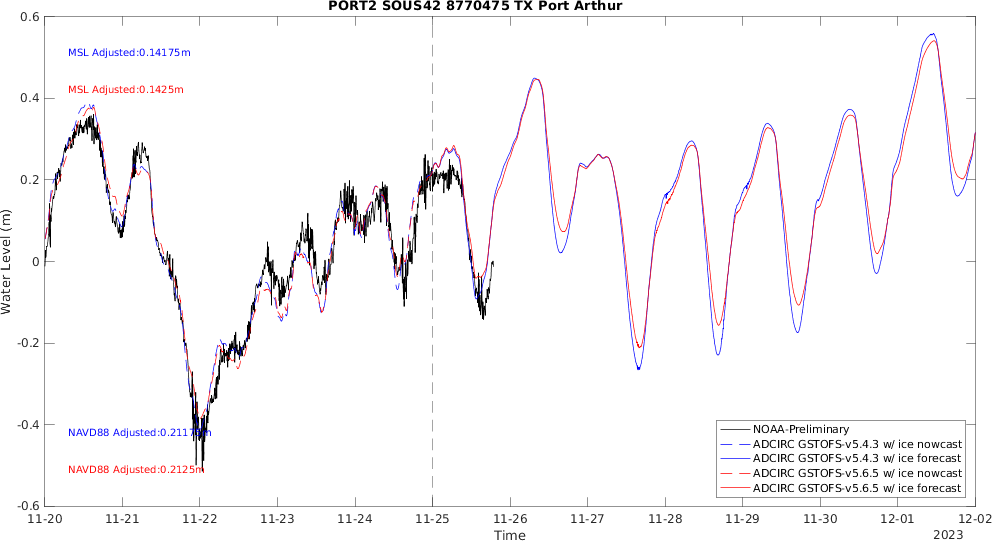 PORT2 SOUS42 8770475 TX Port Arthur
0.6
0.4
0.2
0
-0.2
-0.4
-0.6
Water Level (m)
MSL Adjusted:0.14175m
MSL Adjusted:0.1425m
NAVD88 Adjusted:0.2117
NAVD88 Adjusted:0.2125m
NOAA-Preliminary
ADCIRC GSTOFS-v5.4.3 w/ ice nowcast
ADCIRC GSTOFS-v5.4.3 w/ ice forecast
ADCIRC GSTOFS-v5.6.5 w/ ice nowcast
ADCIRC GSTOFS-v5.6.5 w/ ice forecast
11-20 11-21 11-22 11-23 11-24 11-25 11-26 11-27 11-28 11-29 11-30 12-01 12-02
Time
2023